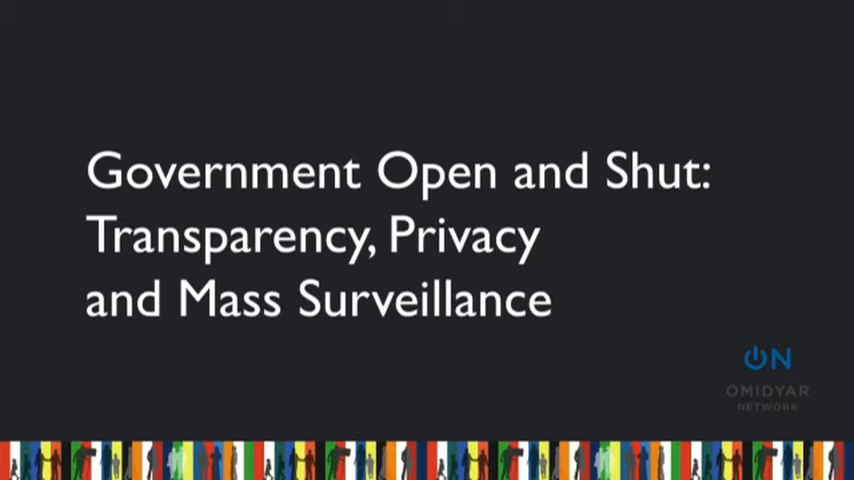 Government Open and Shut:
Transparency, Privacy
and Mass Surveillance
ON
OMIDYAR
NETWORK